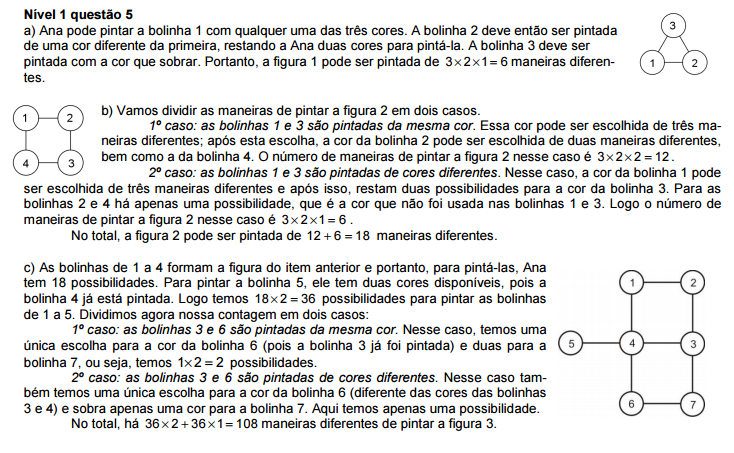 Nível 1 questão 5
a) Ana pode pintar a bolinha 1 com qualquer uma das três cores. A bolinha 2 deve então ser pintada
de uma cor diferente da primeira, restando a Ana duas cores para pintá-la. A bolinha 3 deve ser
pintada com a cor que sobrar. Portanto, a figura 1 pode ser pintada de 3×2×1=6 maneiras diferen-
tes.
3
1 2
1 2
4 3
b) Vamos dividir as maneiras de pintar a figura 2 em dois casos.
1º caso: as bolinhas 1 e 3 são pintadas da mesma cor. Essa cor pode ser escolhida de três ma-
neiras diferentes; após esta escolha, a cor da bolinha 2 pode ser escolhida de duas maneiras diferentes,
bem como a da bolinha 4. O número de maneiras de pintar a figura 2 nesse caso é 3×2×2=12.
2º caso: as bolinhas 1 e 3 são pintadas de cores diferentes. Nesse caso, a cor da bolinha 1 pode
ser escolhida de três maneiras diferentes e após isso, restam duas possibilidades para a cor da bolinha 3. Para as
bolinhas 2 e 4 há apenas uma possibilidade, que é a cor que não foi usada nas bolinhas 1 e 3. Logo o número de
maneiras de pintar a figura 2 nesse caso é 3×2×1=6 .
No total, a figura 2 pode ser pintada de 12+6=18 maneiras diferentes.
c) As bolinhas de 1 a 4 formam a figura do item anterior e portanto, para pintá-las, Ana
tem 18 possibilidades. Para pintar a bolinha 5, ele tem duas cores disponíveis, pois a
bolinha 4 já está pintada. Logo temos 18×2=36 possibilidades para pintar as bolinhas
de 1 a 5. Dividimos agora nossa contagem em dois casos:
1º caso: as bolinhas 3 e 6 são pintadas da mesma cor. Nesse caso, temos uma
única escolha para a cor da bolinha 6 (pois a bolinha 3 já foi pintada) e duas para a
bolinha 7, ou seja, temos 1×2=2 possibilidades.
2º caso: as bolinhas 3 e 6 são pintadas de cores diferentes. Nesse caso tam-
bém temos uma única escolha para a cor da bolinha 6 (diferente das cores das bolinhas
3 e 4) e sobra apenas uma cor para a bolinha 7. Aqui temos apenas uma possibilidade.
No total, há 36×2+36×1=108 maneiras diferentes de pintar a figura 3.
1 2
5 4 3
6 7